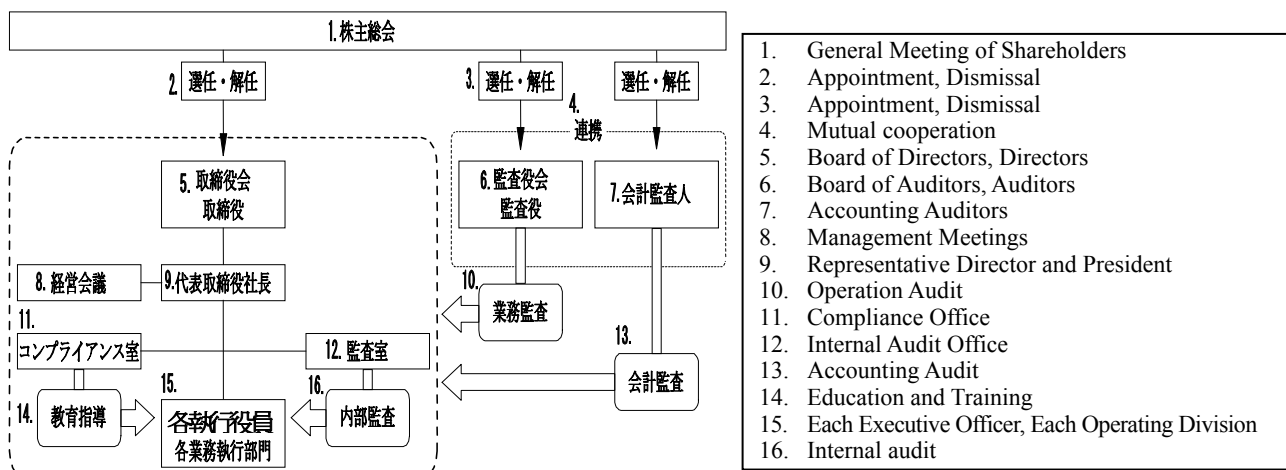 1.株主総会
2.
選任・解任
3.
選任・解任
選任・解任
4.
連携
5.取締役会
取締役
6.監査役会
監査役
7.会計監査人
8.経営会議
9.代表取締役社長
10.
業務監査
11.
コンプライアンス室
12.監査室
13.
会計監査
14.
教育指導
15.
各執行役員
各業務執行部門
16.
内部監査
1. General Meeting of Shareholders
2. Appointment, Dismissal
3. Appointment, Dismissal
4. Mutual cooperation
5. Board of Directors, Directors
6. Board of Auditors, Auditors
7. Accounting Auditors
8. Management Meetings
9. Representative Director and President
10. Operation Audit
11. Compliance Office
12. Internal Audit Office
13. Accounting Audit
14. Education and Training
15. Each Executive Officer, Each Operating Division
16. Internal audit